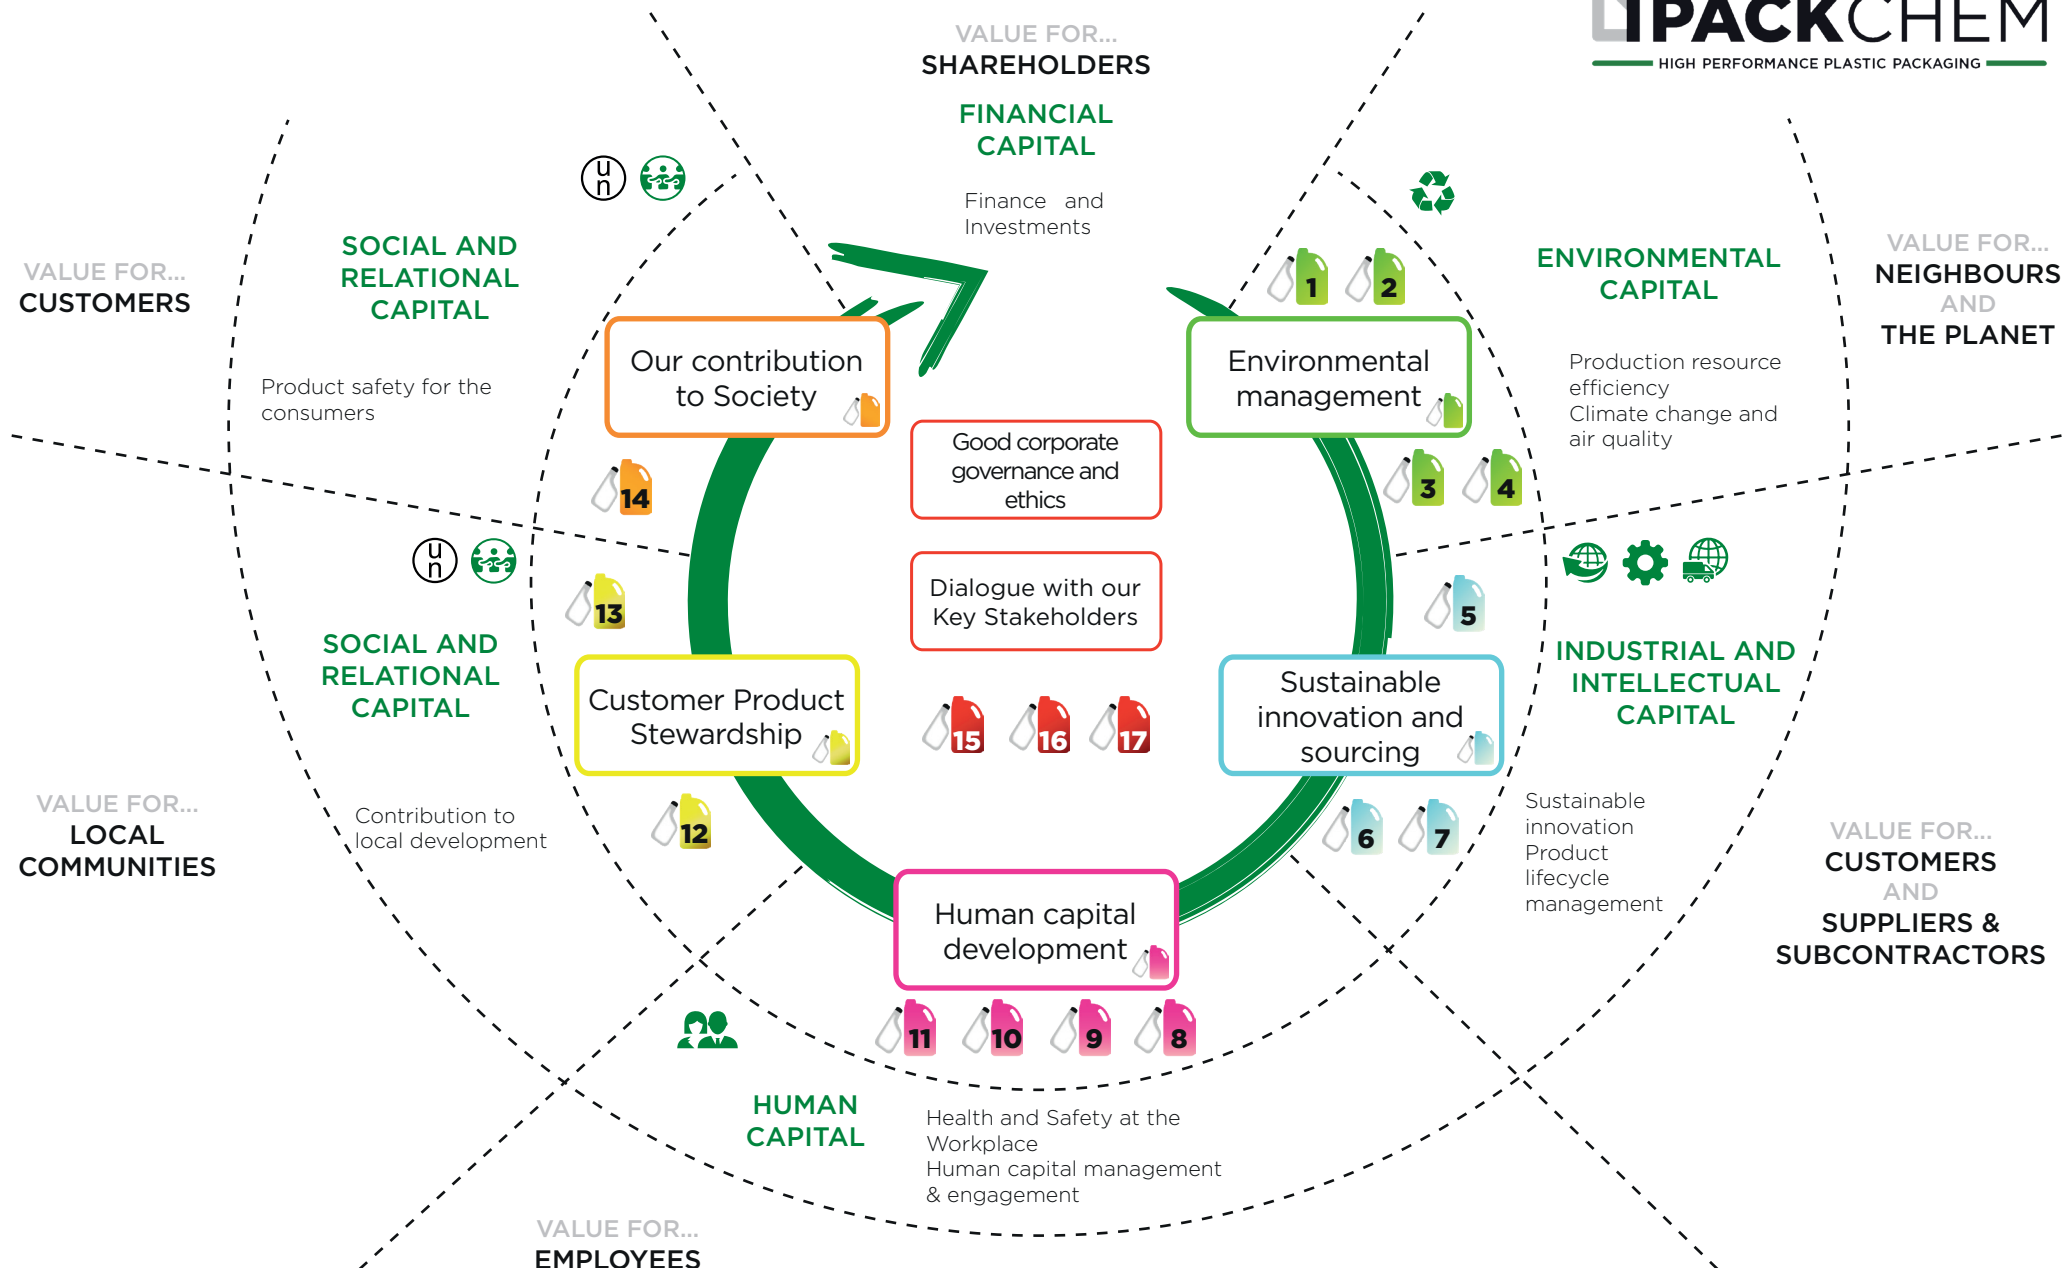 PACKCHEM
HIGH PERFORMANCE PLASTIC PACKAGING
VALUE FOR...
SHAREHOLDERS
FINANCIAL
CAPITAL
Finance and
Investments
un
SOCIAL AND
RELATIONAL
CAPITAL
VALUE FOR...
CUSTOMERS
Product safety for the
consumers
ENVIRONMENTAL
CAPITAL
VALUE FOR...
NEIGHBOURS
AND
THE PLANET
Production resource
efficiency
Climate change and
air quality
1
2
Our contribution
to Society
Environmental
management
Good corporate
governance and
ethics
14
3
4
un
13
Dialogue with our
Key Stakeholders
5
SOCIAL AND
RELATIONAL
CAPITAL
Customer Product
Stewardship
15
16
17
Sustainable
innovation and
sourcing
INDUSTRIAL AND
INTELLECTUAL
CAPITAL
VALUE FOR...
LOCAL
COMMUNITIES
Contribution to
local development
12
6
7
Sustainable
innovation
Product
lifecycle
management
VALUE FOR...
CUSTOMERS
AND
SUPPLIERS &
SUBCONTRACTORS
Human capital
development
11
10
9
8
HUMAN
CAPITAL
Health and Safety at the
Workplace
Human capital management
& engagement
VALUE FOR...
EMPLOYEES